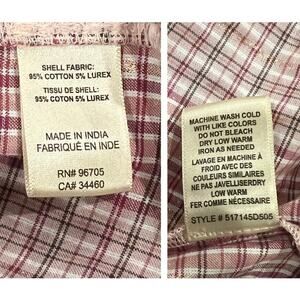 SHELL FABRIC:
95% COTTON 5% LUREX
TISSU DE SHELL:
95% COTTON 5% LUREX
MADE IN INDIA
FABRIQUÉ EN INDE
RN# 96705
CA# 34460
MACHINE WASH COLD
WITH LIKE COLORS
DO NOT BLEACH
DRY LOW WARM
IRON AS NEEDED
LAVAGE EN MACHINE À
FROID AVEC DES
COULEURS SIMILAIRES
NE PAS JAVELLISERDRY
LOW WARM
FER COMME NÉCESSAIRE
STYLE # 517145D505